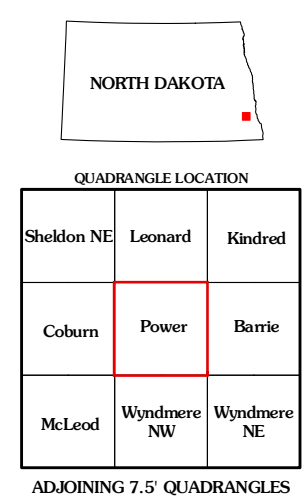 NORTH DAKOTA
QUADRANGLE LOCATION
Sheldon NE Leonard Kindred
Coburn Power Barrie
McLeod Wyndmere NW Wyndmere NE
ADJOINING 7.5' QUADRANGLES